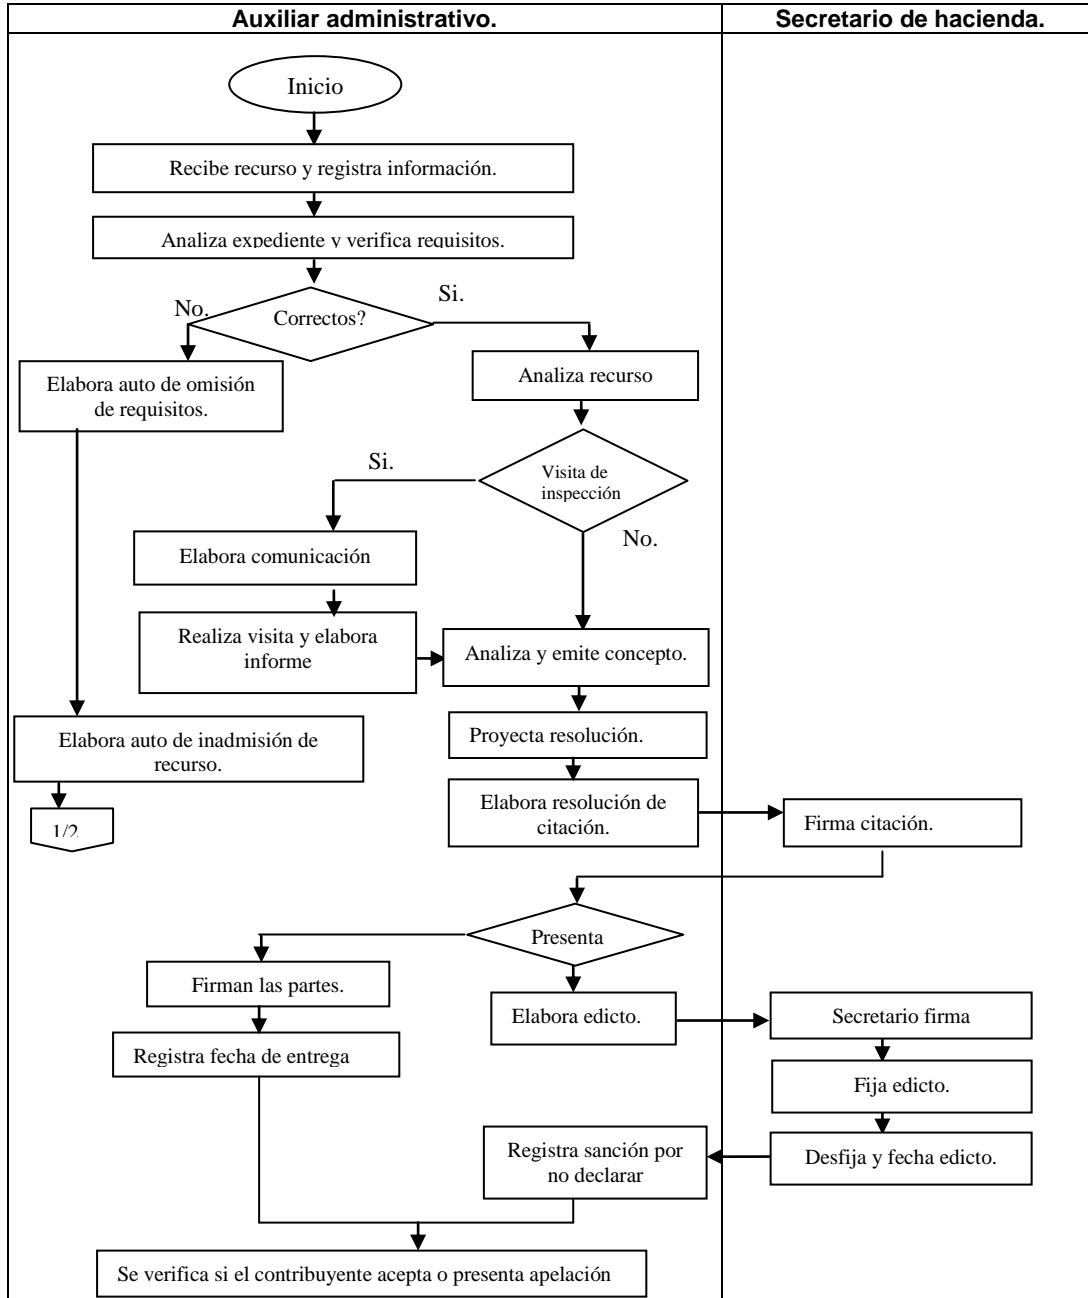 Auxiliar administrativo.
Secretario de hacienda.
Inicio
Recibe recurso y registra información.
Analiza expediente y verifica requisitos.
Correctos?
No.
Si.
Elabora auto de omisión
de requisitos.
Analiza recurso
Visita de
inspección
Si.
No.
Elabora comunicación
Realiza visita y elabora
informe
Analiza y emite concepto.
Elabora auto de inadmisión de
recurso.
Proyecta resolución.
1/2
Elabora resolución de
citación.
Firma citación.
Presenta
Firman las partes.
Elabora edicto.
Secretario firma
Registra fecha de entrega
Fija edicto.
Registra sanción por
no declarar
Desfija y fecha edicto.
Se verifica si el contribuyente acepta o presenta apelación